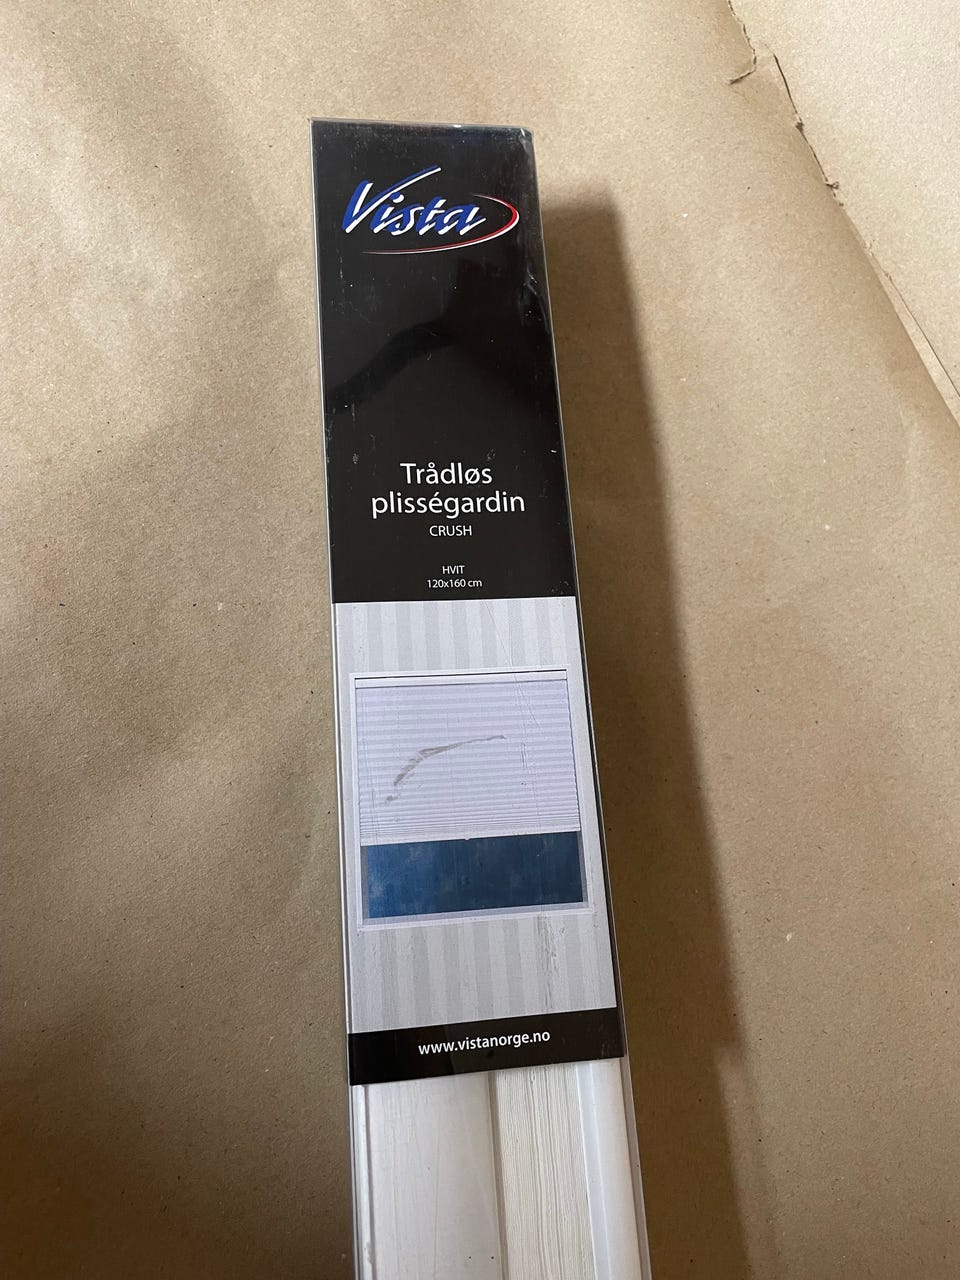 Vista
Trådløs
plisségardin
CRUSH
HVIT
120x160 cm
www.vistanorge.no